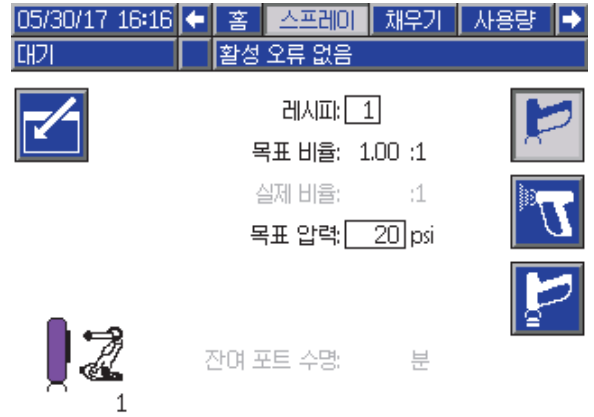 05/30/17 16:16 홈 스프레이 채우기 사용량
대기 활성 오류 없음
레시피: 1
목표 비율: 1.00 :1
실제 비율: :1
목표 압력: 20 psi
잔여 포트 수명: 분
1